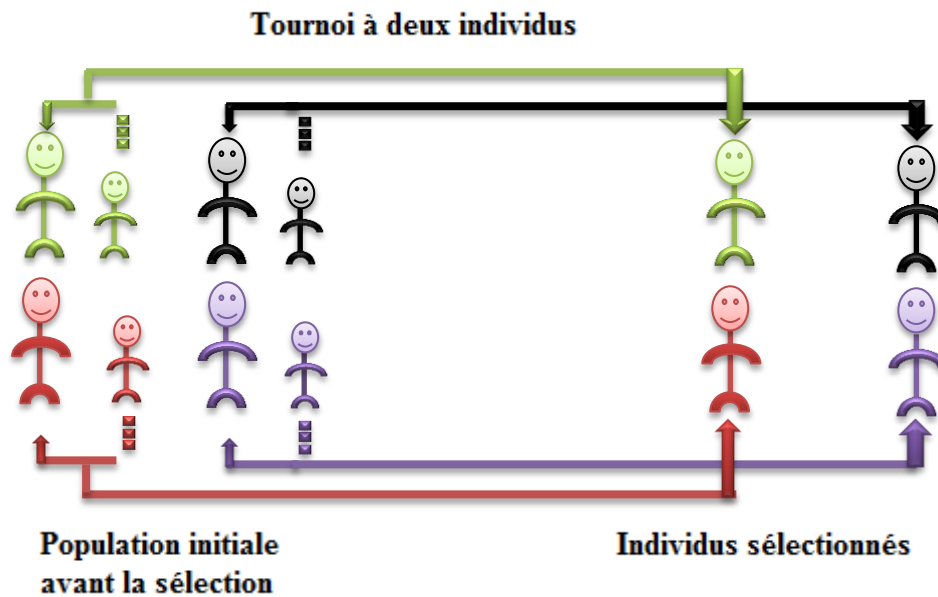 Tournoi à deux individus
Population initiale
avant la sélection
Individus sélectionnés